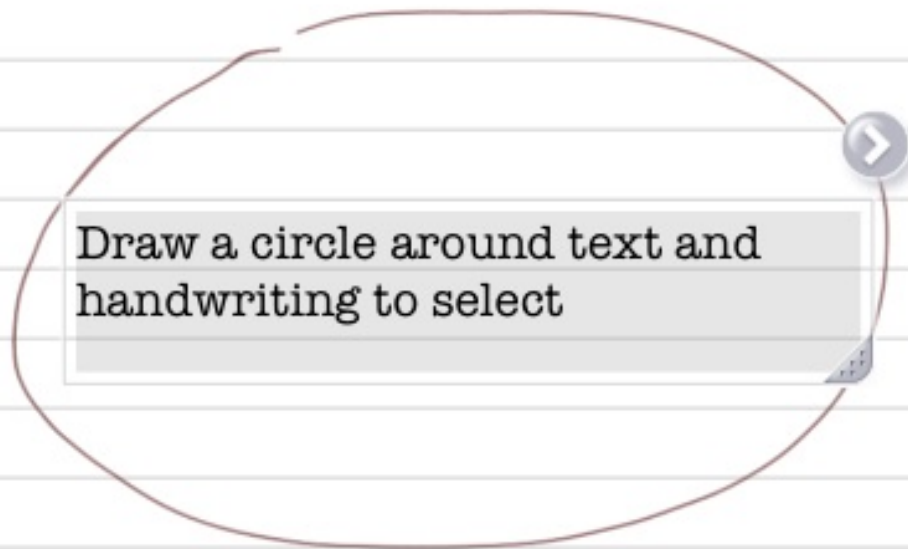 Draw a circle around text and
handwriting to select